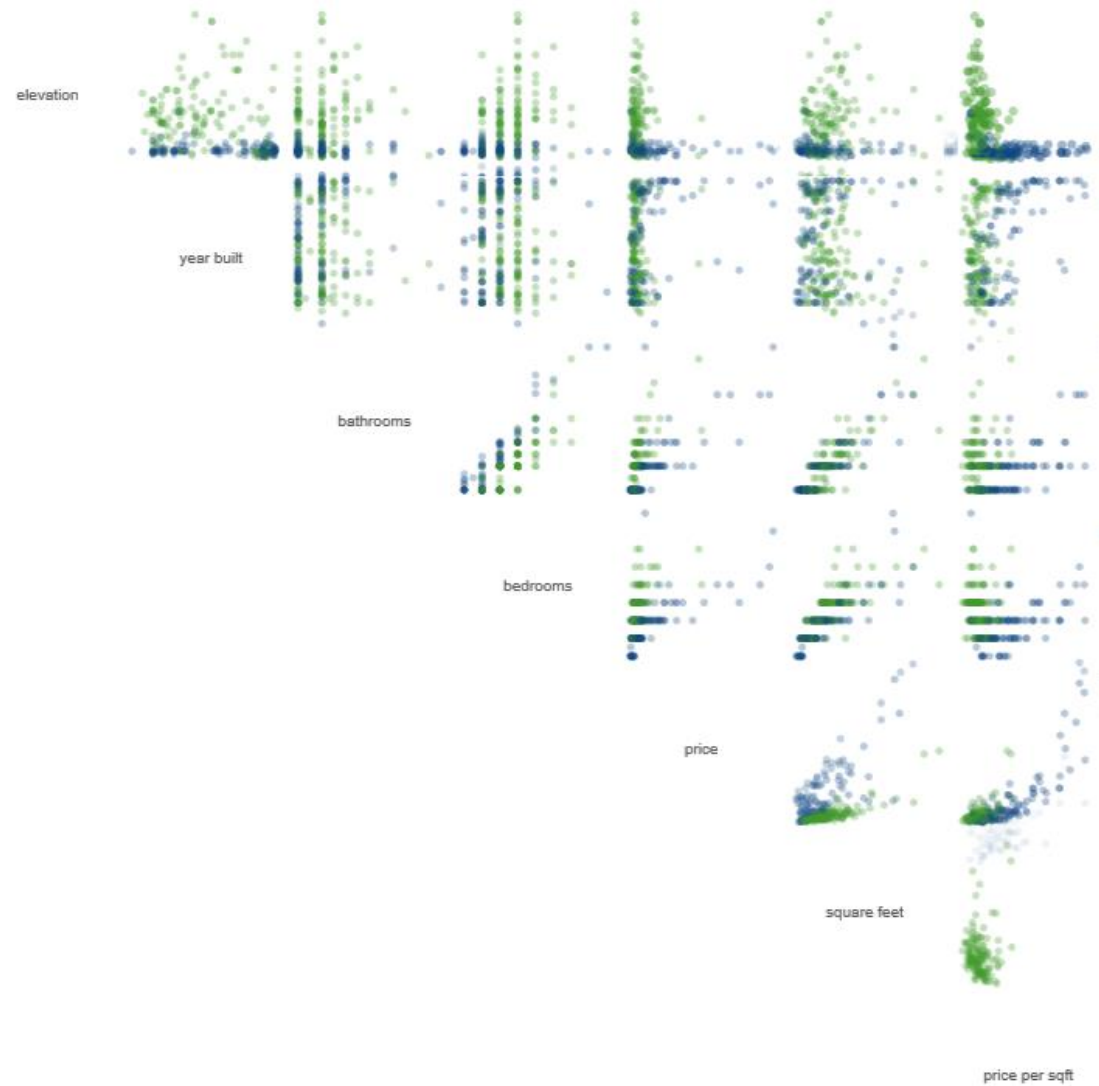 elevation
year built
bathrooms
bedrooms
price
square feet
price per sqft